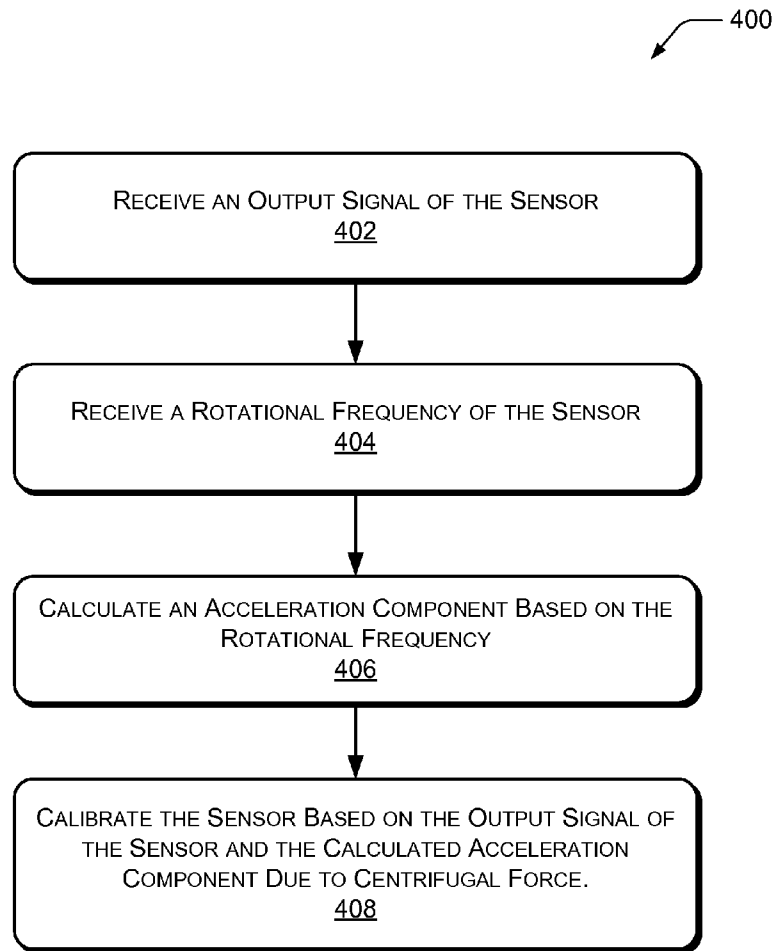 400
RECEIVE AN OUTPUT SIGNAL OF THE SENSOR
402
RECEIVE A ROTATIONAL FREQUENCY OF THE SENSOR
404
CALCULATE AN ACCELERATION COMPONENT BASED ON THE
ROTATIONAL FREQUENCY
406
CALIBRATE THE SENSOR BASED ON THE OUTPUT SIGNAL OF
THE SENSOR AND THE CALCULATED ACCELERATION
COMPONENT DUE TO CENTRIFUGAL FORCE.
408